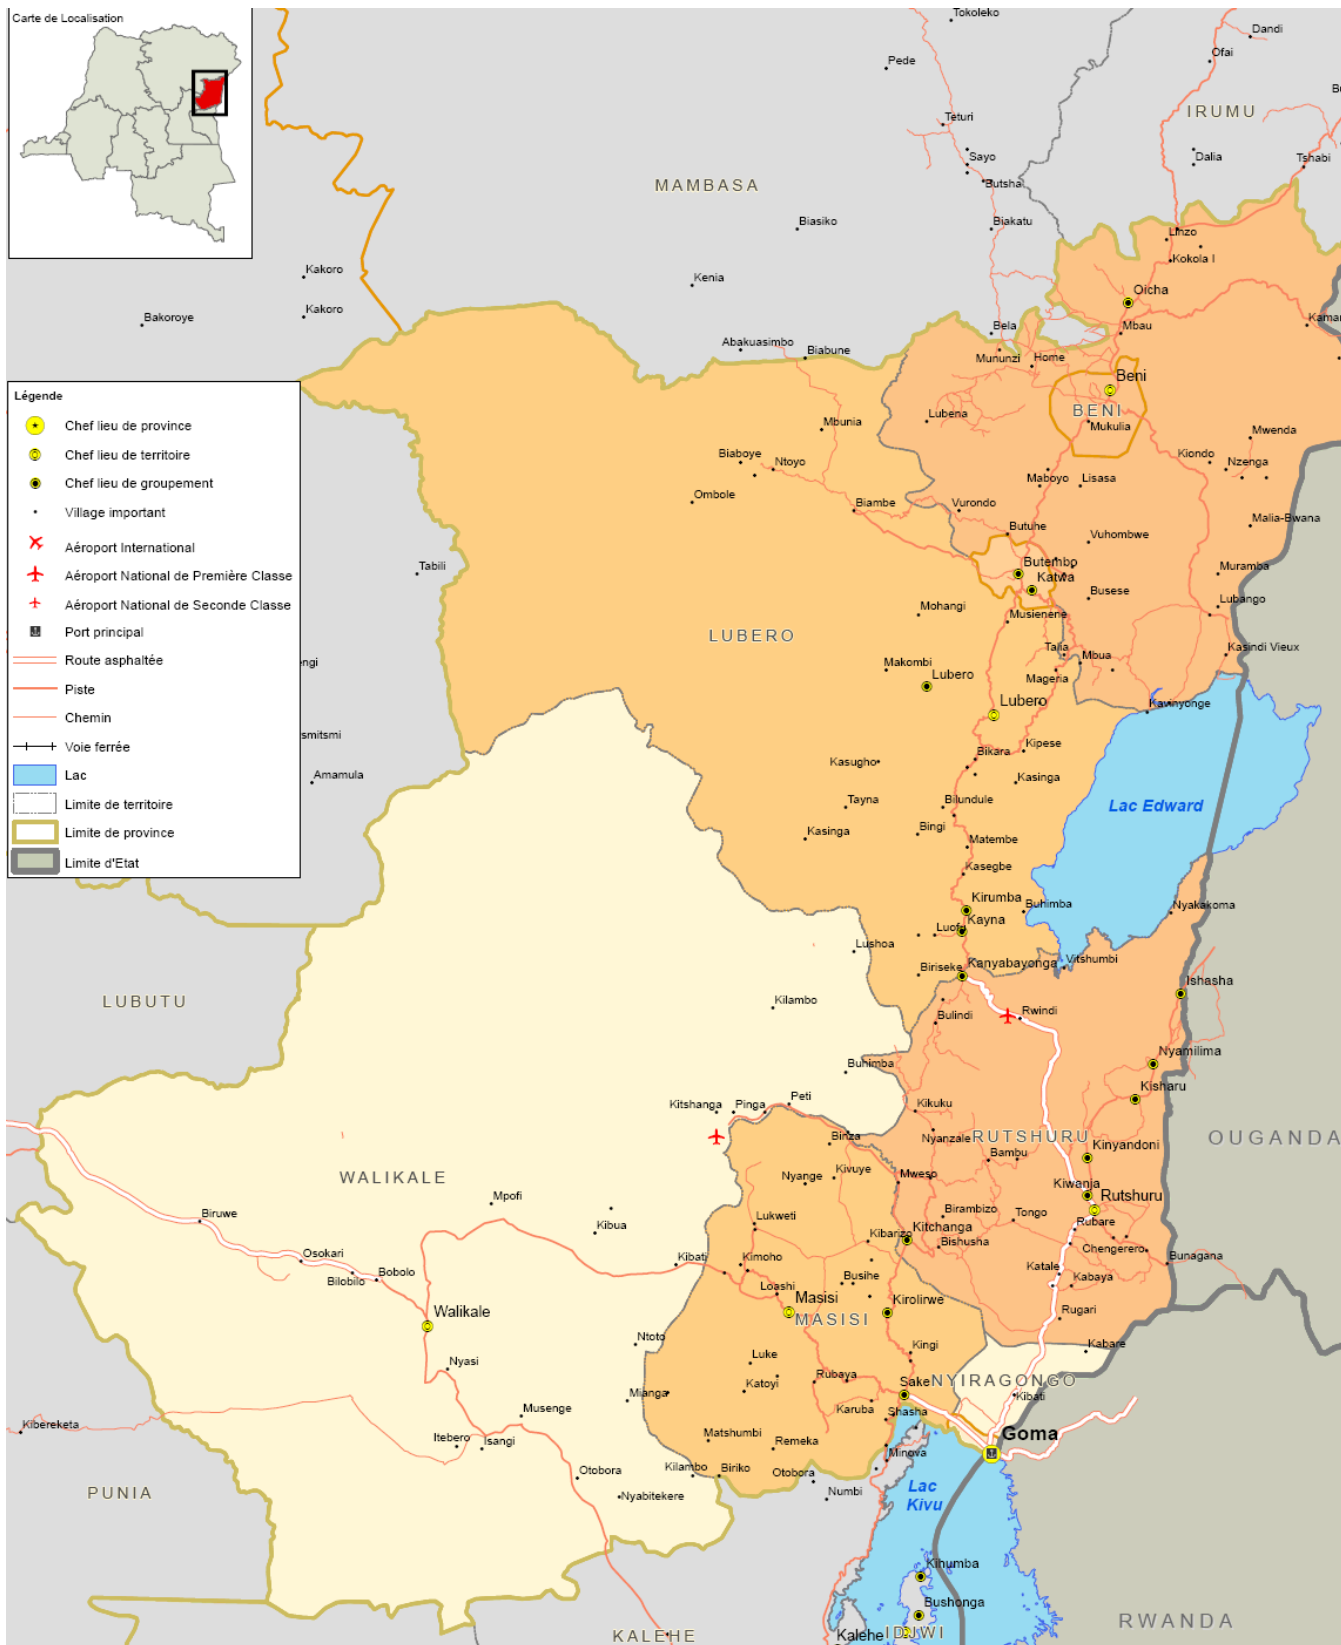 Carte de Localisation
Tokoleko
Dandi
Ofai
Pede
IRUMU
Teturi
Sayo
Dalia
Tshabi
Butsha
MAMBASA
Biasiko
Biakatu
Linzo
Kokola I
Kakoro
Kenia
Oicha
Kakoro
Bakoroye
Bela
Mbau
Abakuasimbo
Biabune
Mununzi
Home
Beni
BENI
Légende
Chef lieu de province
Chef lieu de territoire
Chef lieu de groupement
Village important
Aéroport International
Aéroport National de Première Classe
Aéroport National de Seconde Classe
Port principal
Route asphaltée
Piste
Chemin
Voie ferrée
Lac
Limite de territoire
Limite de province
Limite d'Etat
Lubena
Mbunia
Mukulia
Mwenda
Biaboye
Ntoyo
Kiondo
Nzenga
Ombole
Biambe
Maboyo
Lisasa
Vurondo
Malia-Bwana
Butuhe
Vuhombwe
Tabili
Butembo
Katwa
Muramba
Busese
Lubango
Mohangi
Musienene
LUBERO
Talia
Mbua
Kasindi Vieux
Makombi
Lubero
Mageria
Lubero
Kavinyonge
engi
smitsmi
Amamula
Bikara
Kipese
Kasugho
Kasinga
Tayna
Bilundule
Lac Edward
Kasinga
Bingi
Matembe
Kasegbe
Kirumba
Buhimba
Nyakakoma
Luofu
Kayna
Lushoa
Biriseke
Kanyabayonga
Vitshumbi
Ishasha
LUBUTU
Kilambo
Bulindi
Rwindi
Nyamilima
Buhimba
Kisharu
Kitshanga
Pinga
Peti
Kikuku
Nyanzale
RUTSHURU
OUGANDA
Binza
Bambu
Kinyandoni
WALIKALE
Nyange
Kivuye
Mweso
Kiwanja
Rutshuru
Mpofi
Lukweti
Birambizo
Tongo
Biruwe
Kibua
Kibarizo
Kitchanga
Rubare
Bishusha
Chengerero
Bunagana
Osokari
Kibati
Kimoho
Bilobilo
Bobolo
Loashi
Busihe
Katale
Kabaya
Walikale
Masisi
MASISI
Kirolirwe
Rugari
Ntoto
Kingi
Kabare
Nyasi
Luke
Rubaya
NYIRAGONGO
Mianga
Katoyi
Sake
Kibati
Musenge
Karuba
Shasha
Kibereketa
Itebero
Isangi
Matshumbi
Remeka
Goma
Minova
Otobora
Kilambo
Biriko
Otobora
Lac
Kivu
PUNIA
Nyabitekere
Numbi
Kihumba
Bushonga
RWANDA
KALEHE
Kalehe
IDJWI